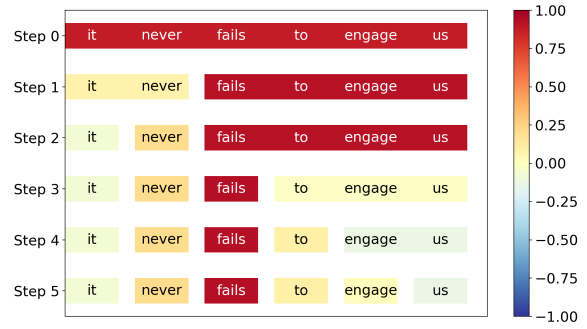 Step 0 it never fails to engage us
Step 1 it never fails to engage us
Step 2 it never fails to engage us
Step 3 it never fails to engage us
Step 4 it never fails to engage us
Step 5 it never fails to engage us
1.00
0.75
0.50
0.25
0.00
−0.25
−0.50
−0.75
−1.00